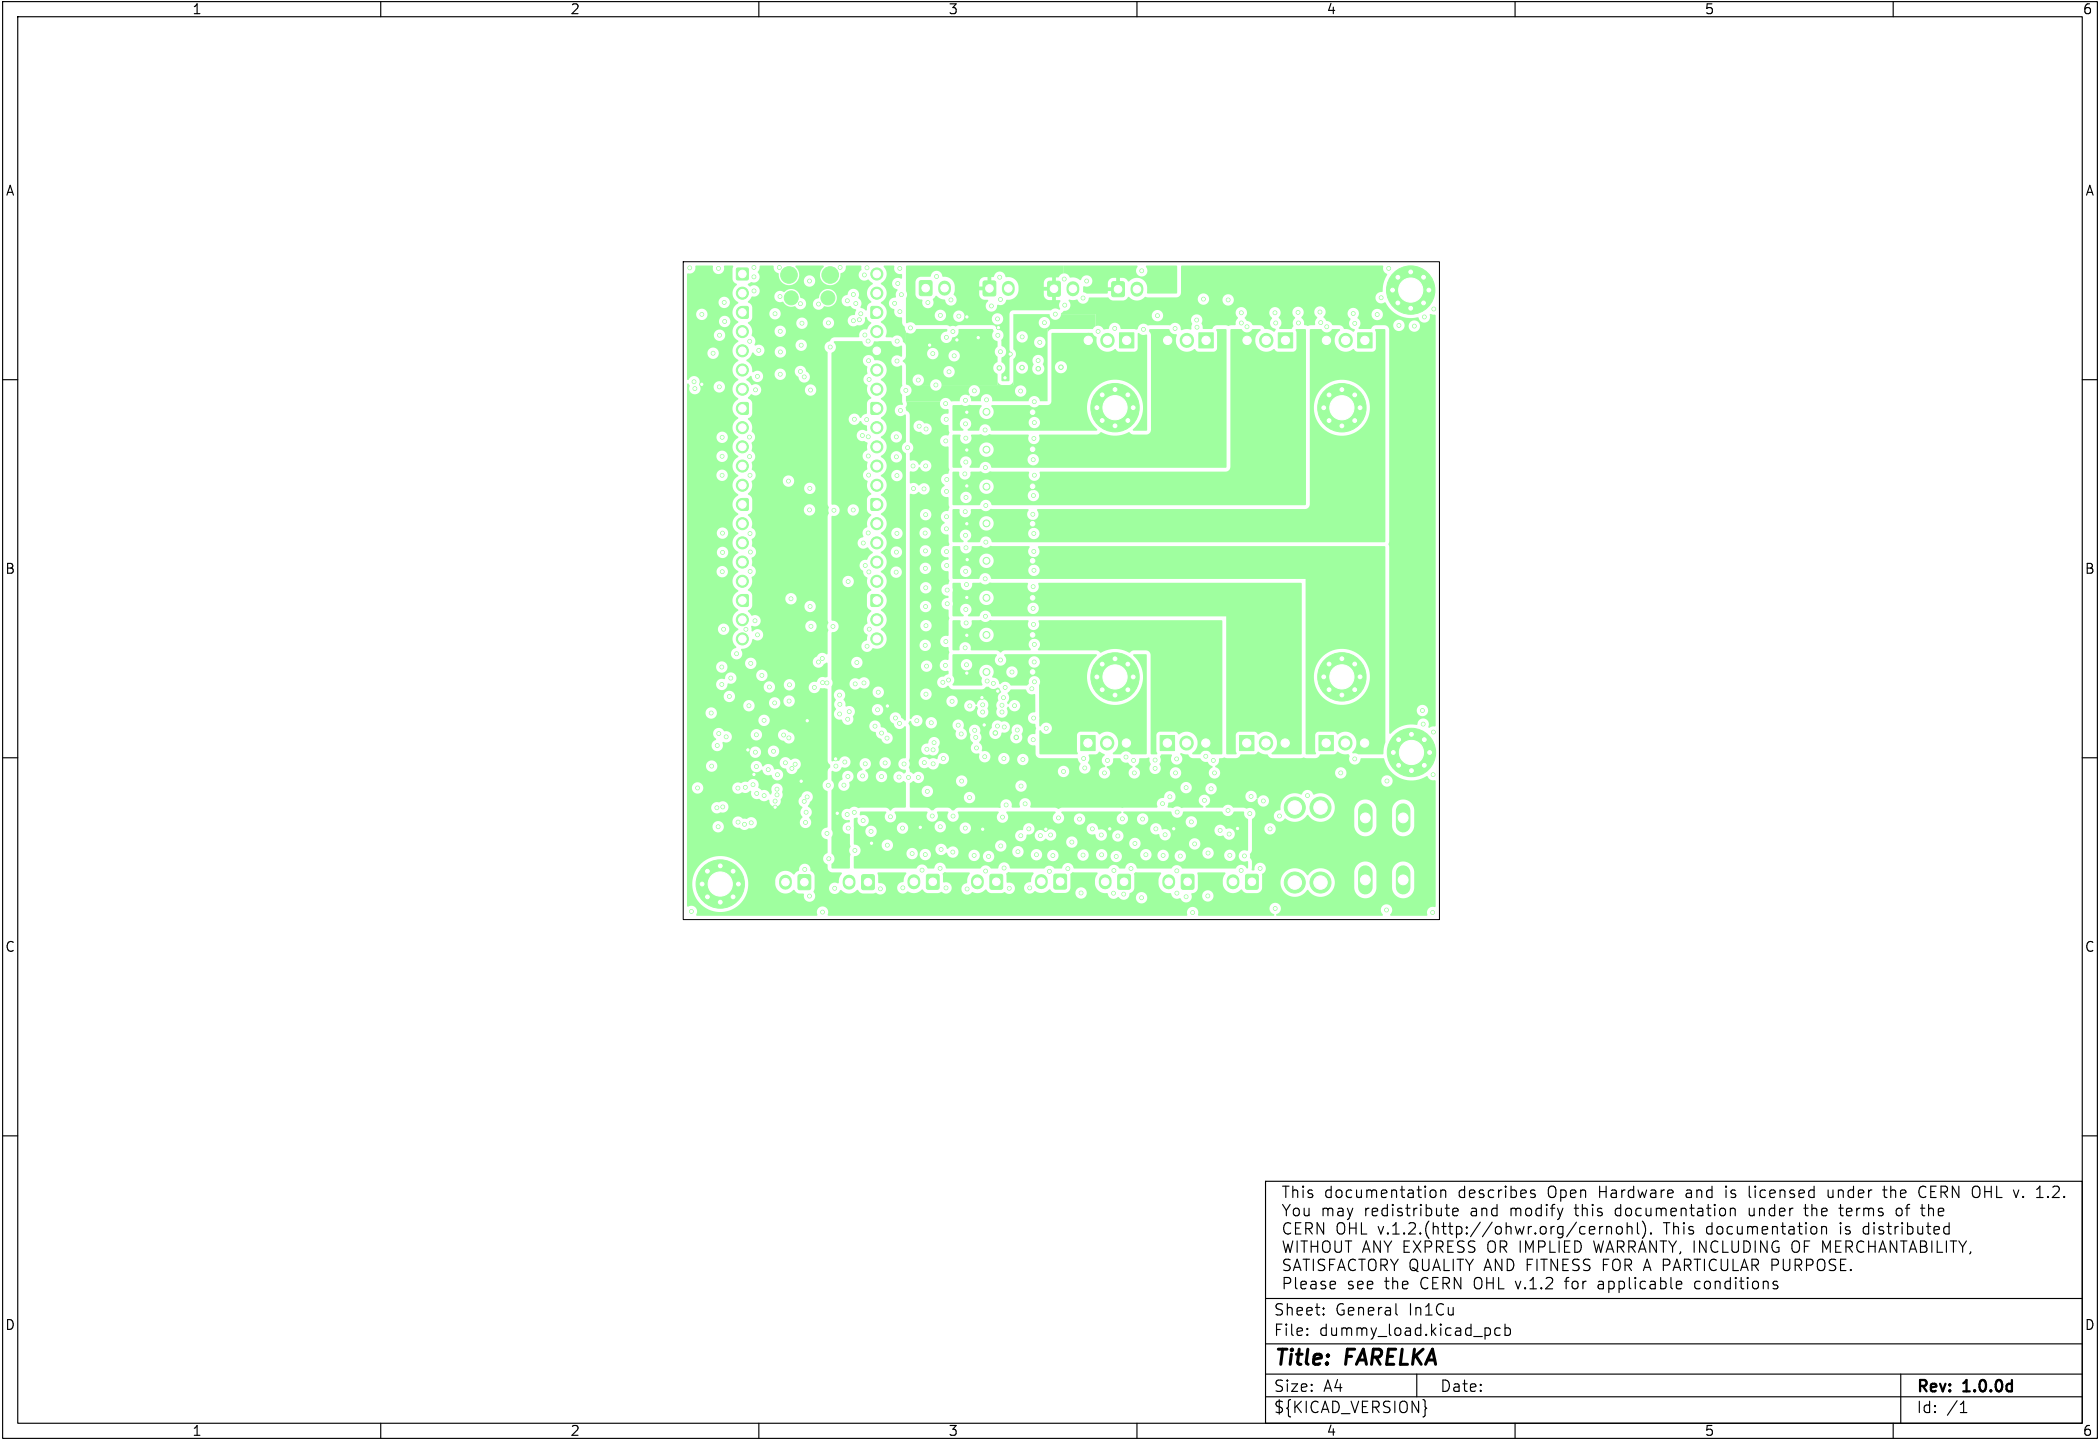 1 2 3 4 5 6
A A
B B
C C
This documentation describes Open Hardware and is licensed under the CERN OHL v. 1.2.
You may redistribute and modify this documentation under the terms of the
CERN OHL v.1.2.(http://ohwr.org/cernohl). This documentation is distributed
WITHOUT ANY EXPRESS OR IMPLIED WARRANTY, INCLUDING OF MERCHANTABILITY,
SATISFACTORY QUALITY AND FITNESS FOR A PARTICULAR PURPOSE.
Please see the CERN OHL v.1.2 for applicable conditions
Sheet: General In1Cu
D D
File: dummy_load.kicad_pcb
Title: FARELKA
Size: A4 Date: Rev: 1.0.0d
${KICAD_VERSION} Id: /1
1 2 3 4 5 6